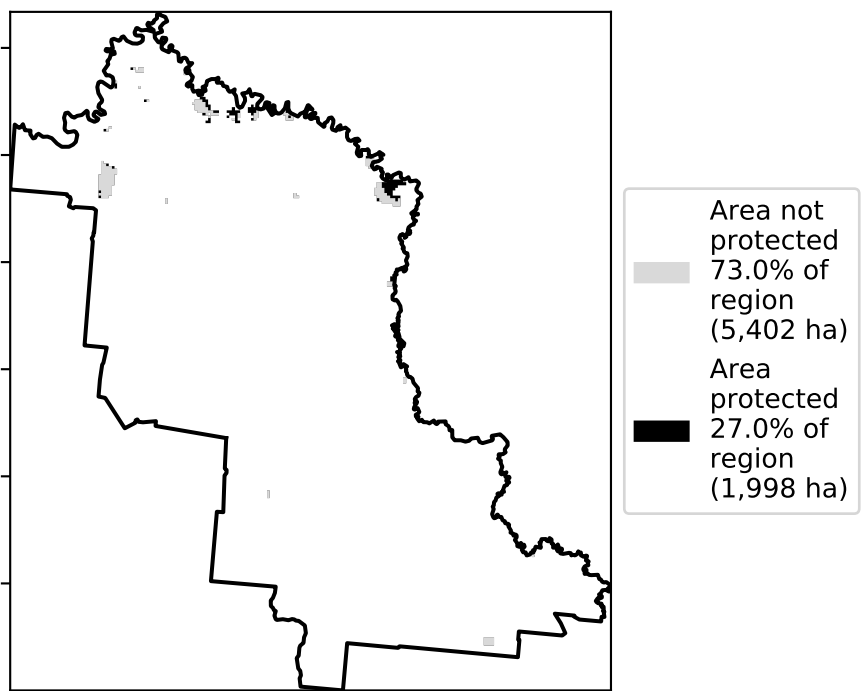 Area not
protected
73.0% of
region
(5,402 ha)
Area
protected
27.0% of
region
(1,998 ha)